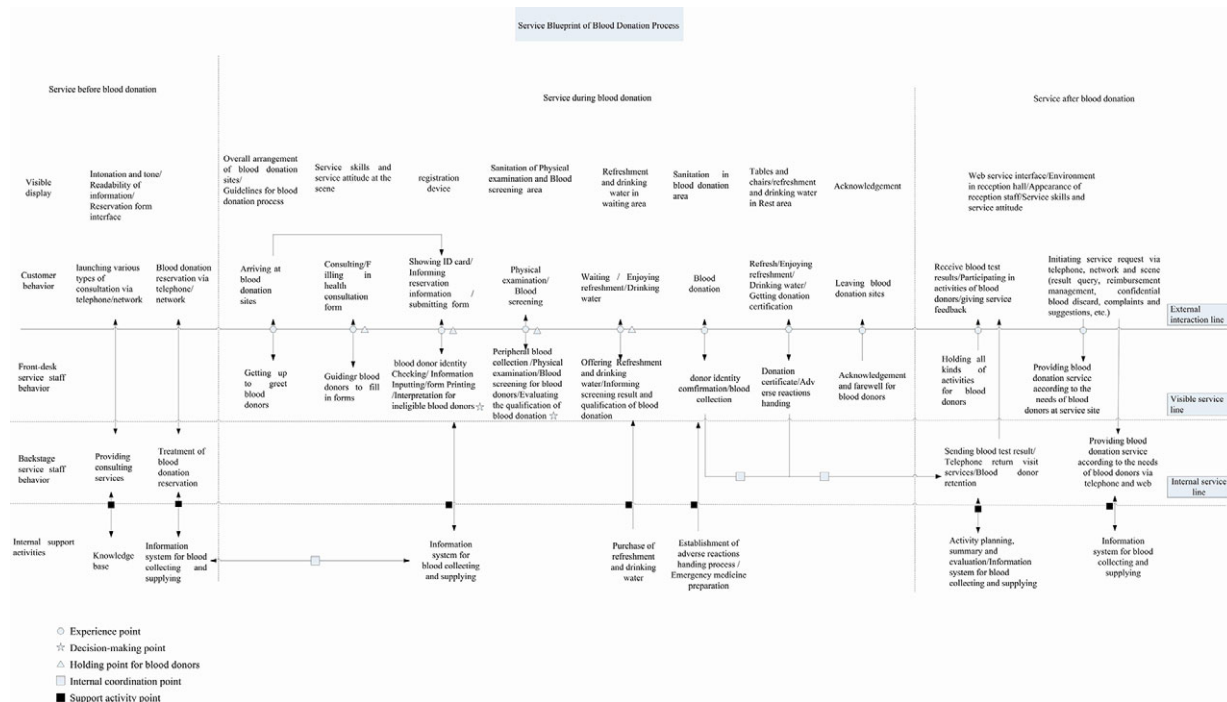 Service Blueprint of Blood Donation Process
Service before blood donation
Service during blood donation
Service after blood donation
Visible
display
Intonation and tone/
Readability of
information/
Reservation form
interface
Overall arrangement
of blood donation
sites/
Guidelines for blood
donation process
Service skills and
service attitude at the
scene
registration
device
Sanitation of Physical
examination and Blood
screening area
Refreshment
and drinking
water in
waiting area
Sanitation in
blood donation
area
Tables and
chairs/refreshment
and drinking water
in Rest area
Acknowledgement
Web service interface/Environment
in reception hall/Appearance of
reception staff/Service skills and
service attitude
Customer
behavior
launching various
types of
consultation via
telephone/network
Blood donation
reservation via
telephone/
network
Arriving at
blood
donation sites
Consulting/F
illing in
health
consultation
form
Showing ID card/
Informing
reservation
information /
submitting form
Physical
examination/
Blood
screening
Waiting / Enjoying
refreshment/Drinking
water
Blood
donation
Refresh/Enjoying
refreshment/
Drinking water/
Getting donation
certification
Leaving blood
donation sites
Receive blood test
results/Participating in
activities of blood
donors/giving service
feedback
Initiating service request via
telephone, network and scene
(result query, reimbursement
management, confidential
blood discard, complaints and
suggestions, etc.)
External
interaction line
Front-desk
service staff
behavior
Getting up
to greet
blood
donors
Guidingr blood
donors to fill
in forms
blood donor identity
Checking/ Information
Inputting/form Printing
/Interpretation for
ineligible blood donors
Peripheral blood
collection /Physical
examination/Blood
screening for blood
donors/Evaluating
the qualification of
blood donation
Offering Refreshment
and drinking
water/Informing
screening result and
qualification of blood
donation
donor identity
comfirmation/blood
collection
Donation
certificate/Adv
erse reactions
handing
Acknowledgement
and farewell for
blood donors
Holding all
kinds of
activities
for blood
donors
Providing blood
donation service
according to the
needs of blood
donors at service site
Visible service
line
Backstage
service staff
behavior
Providing
consulting
services
Treatment of
blood
donation
reservation
Sending blood test result/
Telephone return visit
services/Blood donor
retention
Providing blood
donation service
according to the needs
of blood donors via
telephone and web
Internal service
line
Internal support
activities
Knowledge
base
Information
system for blood
collecting and
supplying
Information
system for
blood collecting
and supplying
Purchase of
refreshment
and drinking
water
Establishment of
adverse reactions
handing process /
Emergency medicine
preparation
Activity planning,
summary and
evaluation/Information
system for blood
collecting and supplying
Information
system for blood
collecting and
supplying
Experience point
Decision-making point
Holding point for blood donors
Internal coordination point
Support activity point